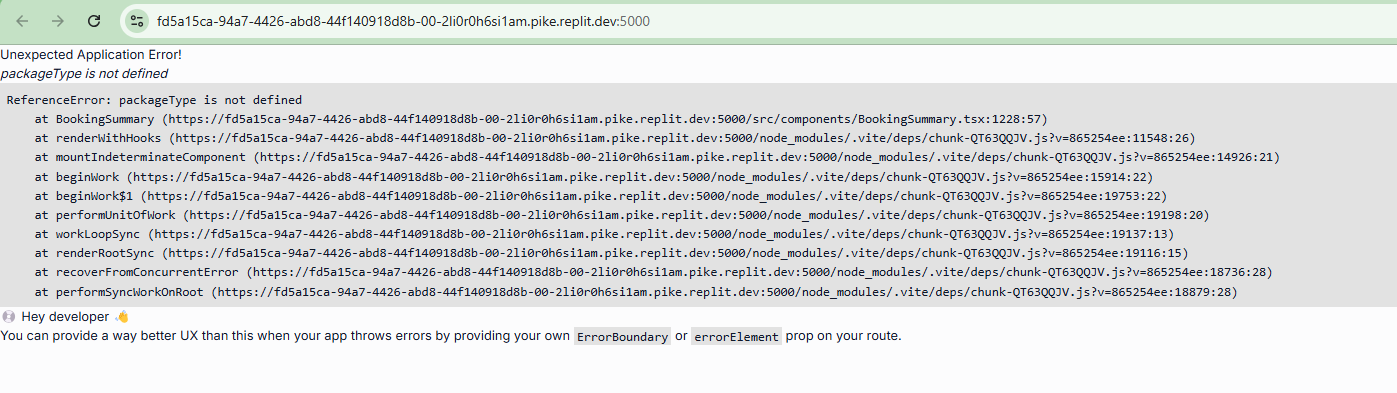 fd5a15ca-94a7-4426-abd8-44f140918d8b-00-2li0r0h6si1am.pike.replit.dev:5000
Unexpected Application Error!
packageType is not defined
ReferenceError: packageType is not defined
    at BookingSummary (https://fd5a15ca-94a7-4426-abd8-44f140918d8b-00-2li0r0h6si1am.pike.replit.dev:5000/src/components/BookingSummary.tsx:1228:57)
    at renderWithHooks (https://fd5a15ca-94a7-4426-abd8-44f140918d8b-00-2li0r0h6si1am.pike.replit.dev:5000/node_modules/.vite/deps/chunk-QT63QQJV.js?v=865254ee:11548:26)
    at mountIndeterminateComponent (https://fd5a15ca-94a7-4426-abd8-44f140918d8b-00-2li0r0h6si1am.pike.replit.dev:5000/node_modules/.vite/deps/chunk-QT63QQJV.js?v=865254ee:14926:21)
    at beginWork (https://fd5a15ca-94a7-4426-abd8-44f140918d8b-00-2li0r0h6si1am.pike.replit.dev:5000/node_modules/.vite/deps/chunk-QT63QQJV.js?v=865254ee:15914:22)
    at beginWork$1 (https://fd5a15ca-94a7-4426-abd8-44f140918d8b-00-2li0r0h6si1am.pike.replit.dev:5000/node_modules/.vite/deps/chunk-QT63QQJV.js?v=865254ee:19753:22)
    at performUnitOfWork (https://fd5a15ca-94a7-4426-abd8-44f140918d8b-00-2li0r0h6si1am.pike.replit.dev:5000/node_modules/.vite/deps/chunk-QT63QQJV.js?v=865254ee:19198:20)
    at workLoopSync (https://fd5a15ca-94a7-4426-abd8-44f140918d8b-00-2li0r0h6si1am.pike.replit.dev:5000/node_modules/.vite/deps/chunk-QT63QQJV.js?v=865254ee:19137:13)
    at renderRootSync (https://fd5a15ca-94a7-4426-abd8-44f140918d8b-00-2li0r0h6si1am.pike.replit.dev:5000/node_modules/.vite/deps/chunk-QT63QQJV.js?v=865254ee:19116:15)
    at recoverFromConcurrentError (https://fd5a15ca-94a7-4426-abd8-44f140918d8b-00-2li0r0h6si1am.pike.replit.dev:5000/node_modules/.vite/deps/chunk-QT63QQJV.js?v=865254ee:18736:28)
    at performSyncWorkOnRoot (https://fd5a15ca-94a7-4426-abd8-44f140918d8b-00-2li0r0h6si1am.pike.replit.dev:5000/node_modules/.vite/deps/chunk-QT63QQJV.js?v=865254ee:18879:28)
💿 Hey developer 👋
You can provide a way better UX than this when your app throws errors by providing your own ErrorBoundary or errorElement prop on your route.